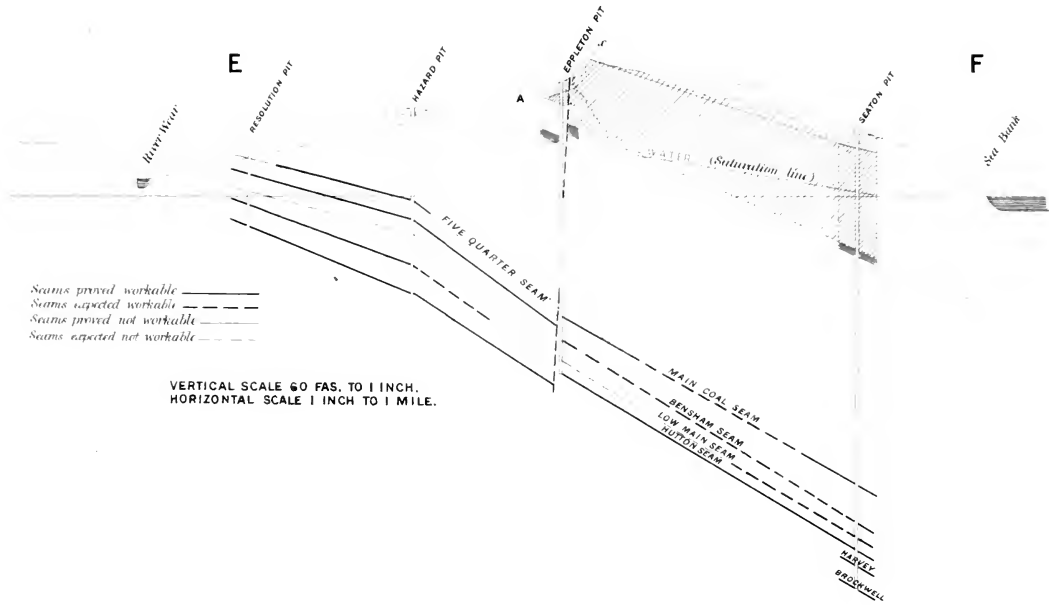 E
F
RESOLUTION PIT
HAZARD PIT
EPPLETON PIT
SEATON PIT
River Wear
Sea Bank
A
WATER (Saturation line)
FIVE QUARTER SEAM
Seams proved workable
Seams expected workable
Seams proved not workable
Seams expected not workable
VERTICAL SCALE 60 FAS. TO 1 INCH.
HORIZONTAL SCALE 1 INCH TO 1 MILE.
MAIN COAL SEAM
BENSHAM SEAM
LOW MAIN SEAM
HUTTON SEAM
HARVEY
BROCKWELL